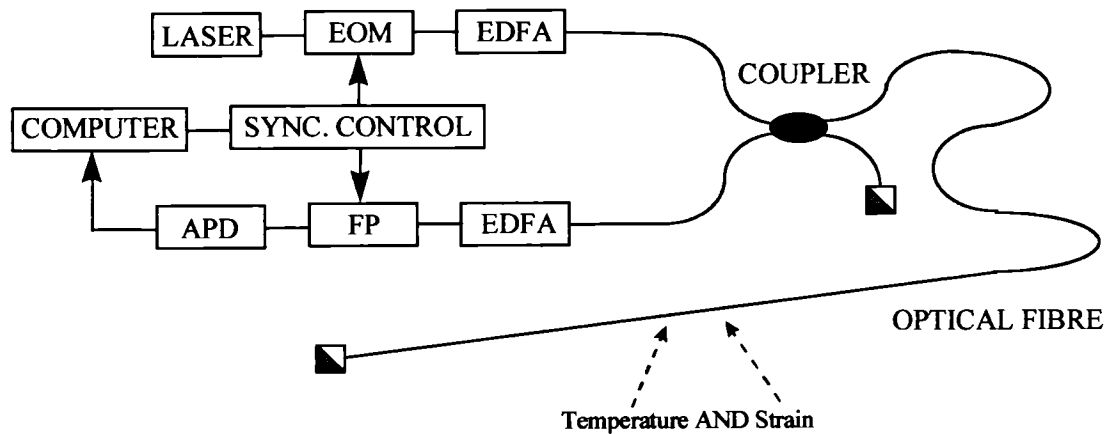 LASER
EOM
EDFA
COUPLER
COMPUTER
SYNC. CONTROL
APD
FP
EDFA
OPTICAL FIBRE
Temperature AND Strain